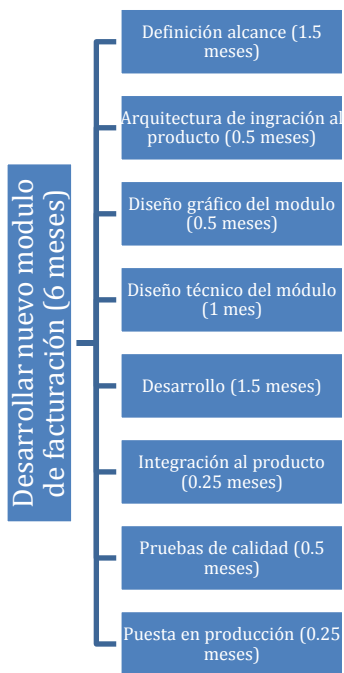 Desarrollar nuevo modulo
de facturación (6 meses)
Definición alcance (1.5
meses)
Arquitectura de ingración al
producto (0.5 meses)
Diseño gráfico del modulo
(0.5 meses)
Diseño técnico del módulo
(1 mes)
Desarrollo (1.5 meses)
Integración al producto
(0.25 meses)
Pruebas de calidad (0.5
meses)
Puesta en producción (0.25
meses)